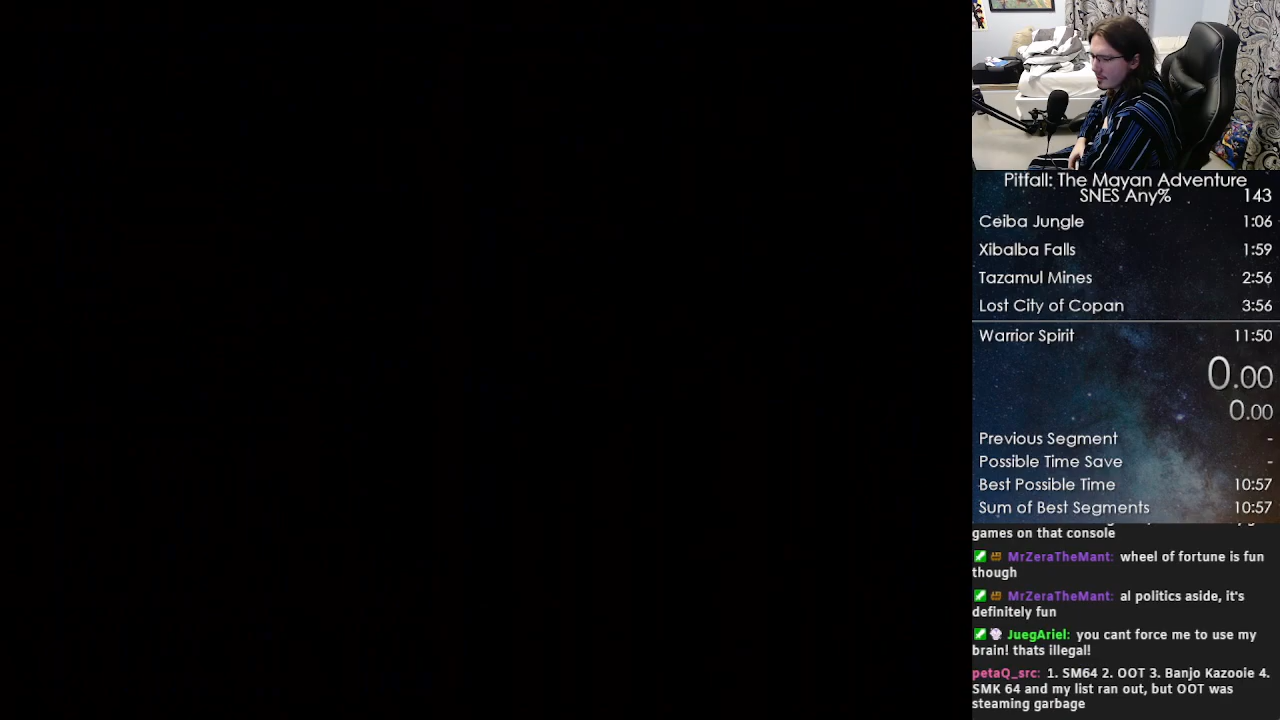 Pitfall: The Mayan Adventure
SNES Any% 143
Ceiba Jungle 1:06
Xibalba Falls 1:59
Tazamul Mines 2:56
Lost City of Copan 3:56
Warrior Spirit 11:50
0.00
0.00
Previous Segment -
Possible Time Save -
Best Possible Time 10:57
Sum of Best Segments 10:57
games on that console
MrZeraTheMant: wheel of fortune is fun
though
MrZeraTheMant: al politics aside, it's
definitely fun
JuegAriel: you cant force me to use my
brain! thats illegal!
petaQ_src: 1. SM64 2. OOT 3. Banjo Kazooie 4.
SMK 64 and my list ran out, but OOT was
steaming garbage